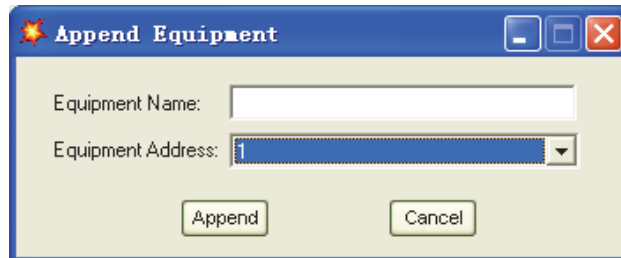 Append Equipment
Equipment Name:
Equipment Address: 1
Append Cancel